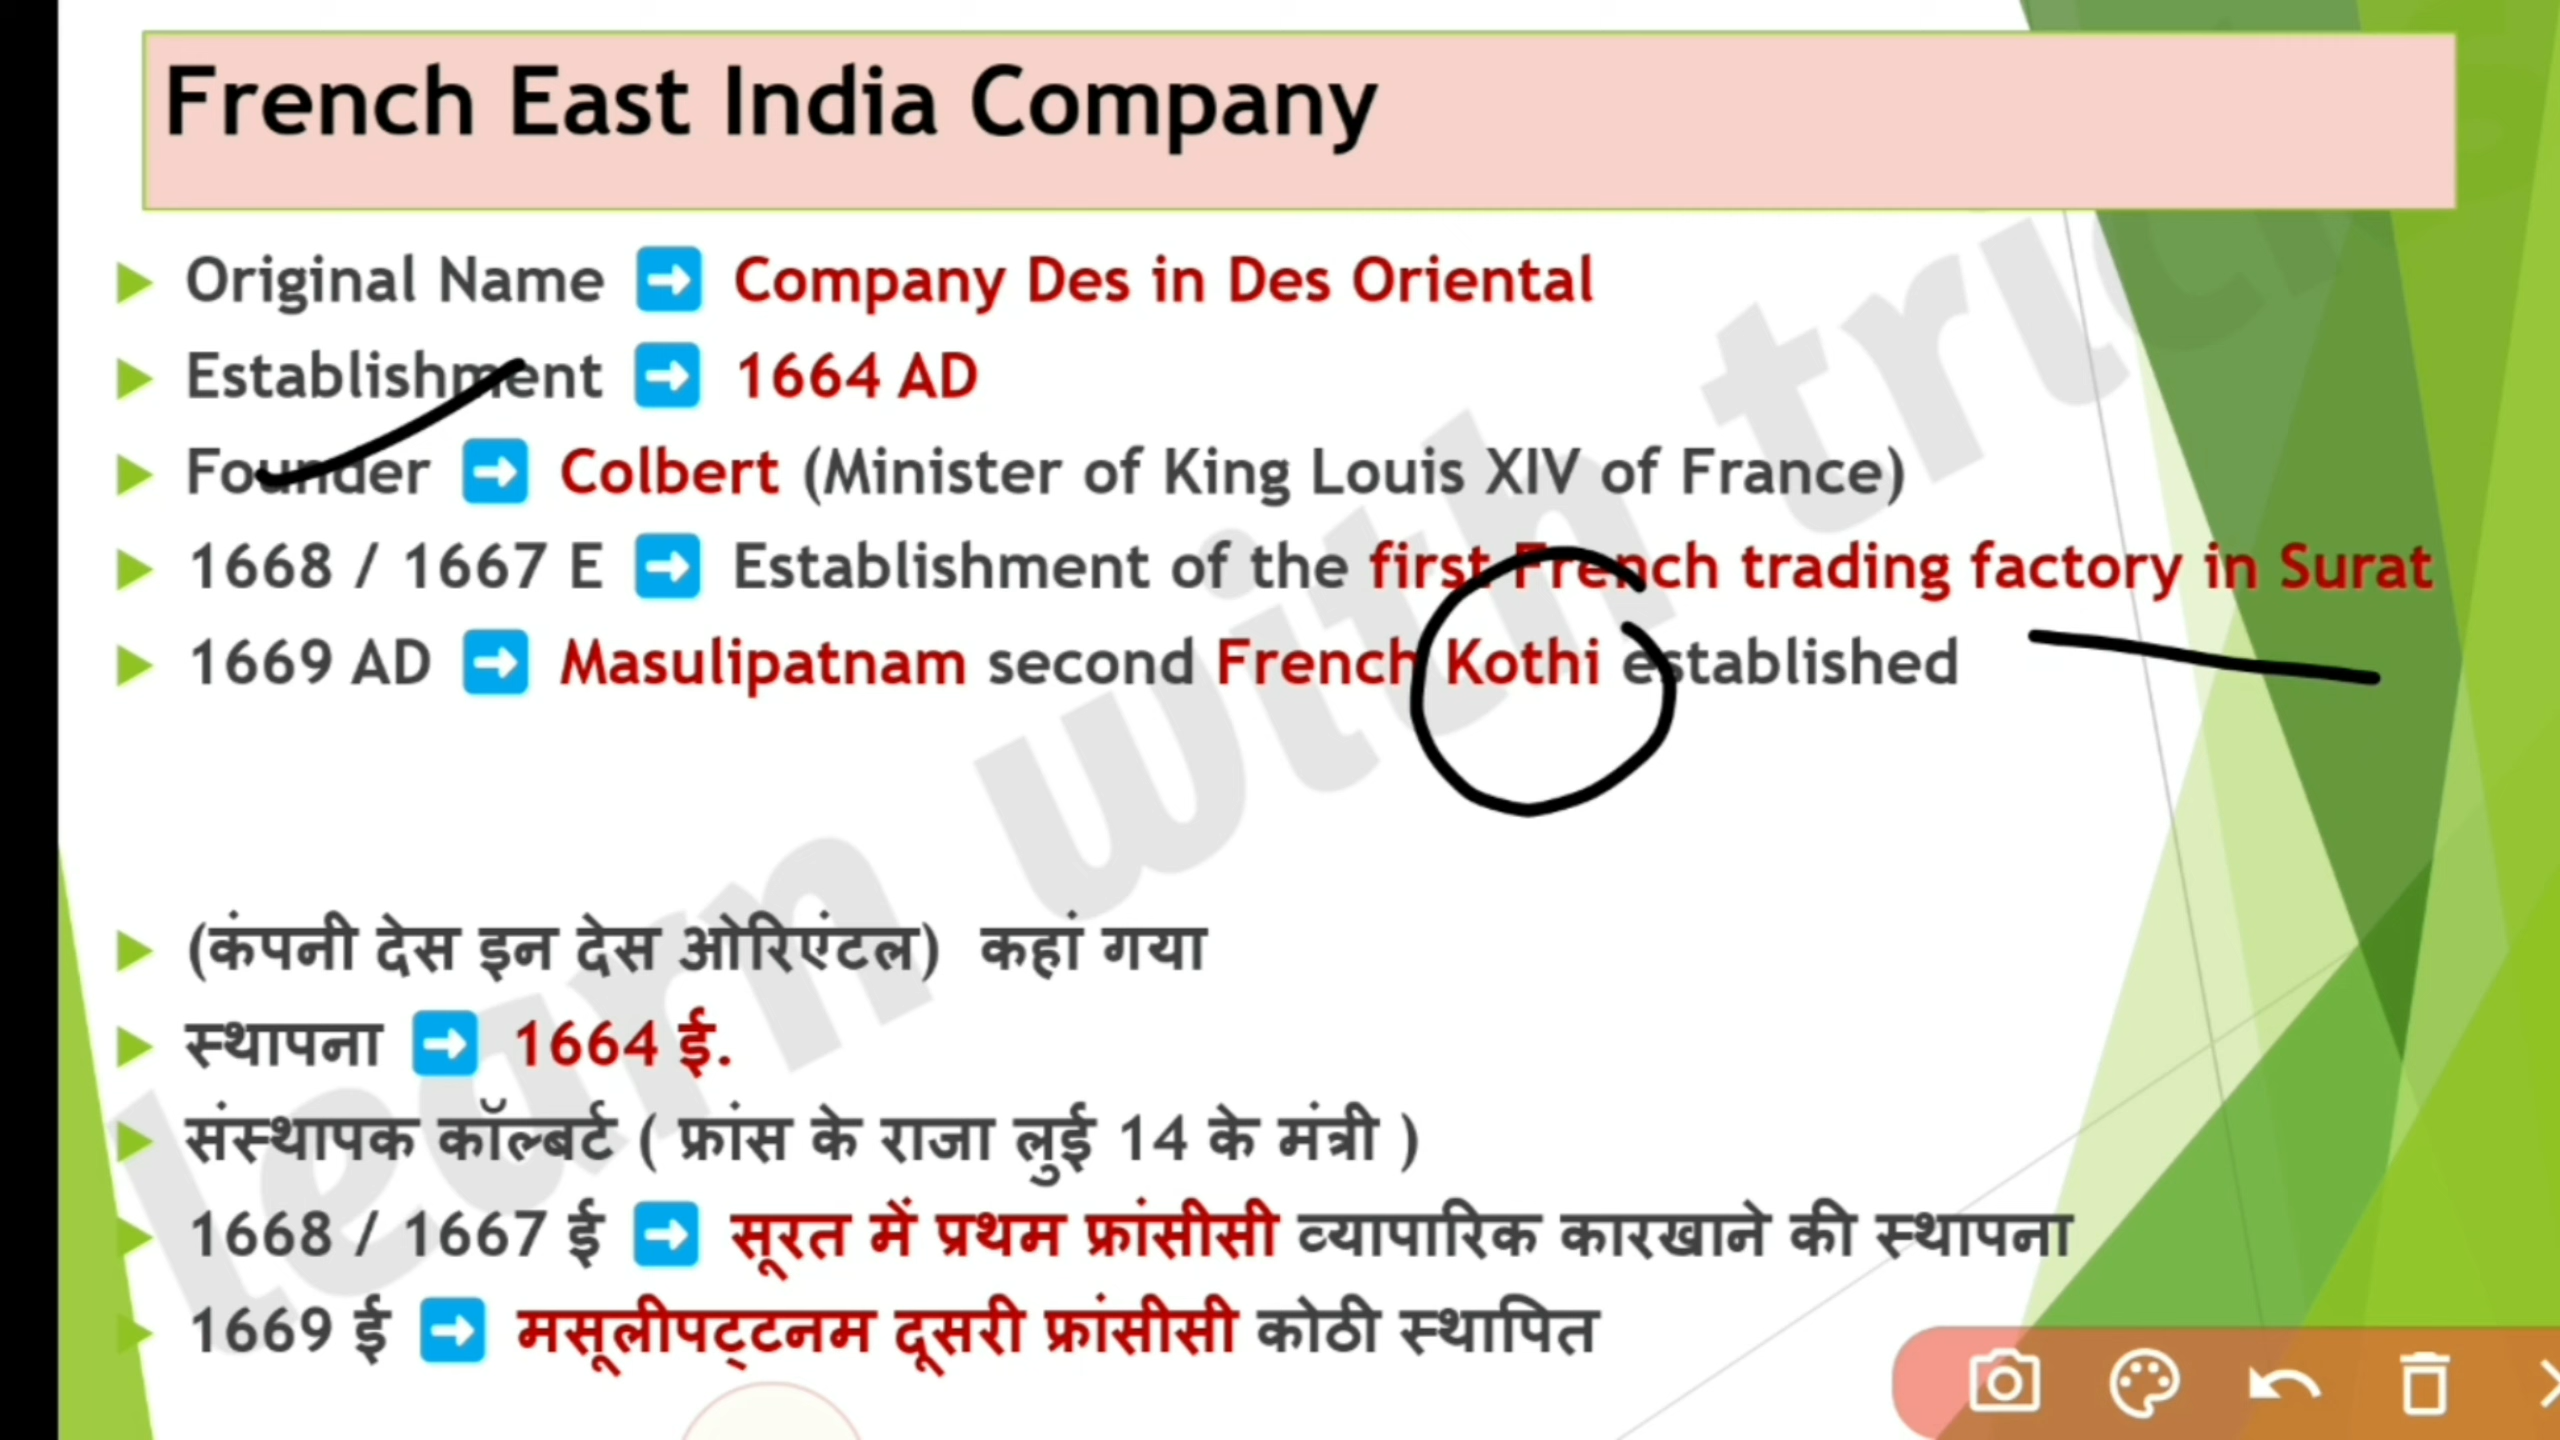 French East India Company
Original Name ➡ Company Des in Des Oriental
Establishment ➡ 1664 AD
Founder ➡ Colbert (Minister of King Louis XIV of France)
1668 / 1667 E ➡ Establishment of the first French trading factory in Surat
1669 AD ➡ Masulipatnam second French Kothi established
(कंपनी देस इन देस ओरिएंटल) कहां गया
स्थापना ➡ 1664 ई.
संस्थापक कॉल्बर्ट ( फ्रांस के राजा लुई 14 के मंत्री )
1668 / 1667 ई ➡ सूरत में प्रथम फ्रांसीसी व्यापारिक कारखाने की स्थापना
1669 ई ➡ मसूलीपट्टनम दूसरी फ्रांसीसी कोठी स्थापित
learn with